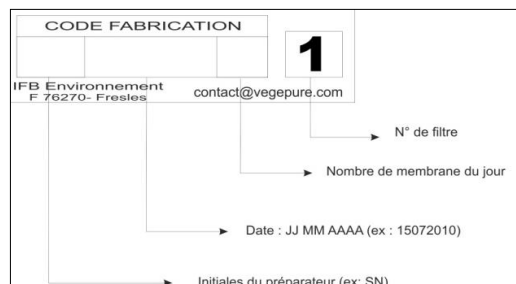 CODE FABRICATION
1
IFB Environnement
F 76270- Fresles
contact@vegepure.com
N° de filtre
Nombre de membrane du jour
Date : JJ MM AAAA (ex : 15072010)
Initiales du préparateur (ex: SN)